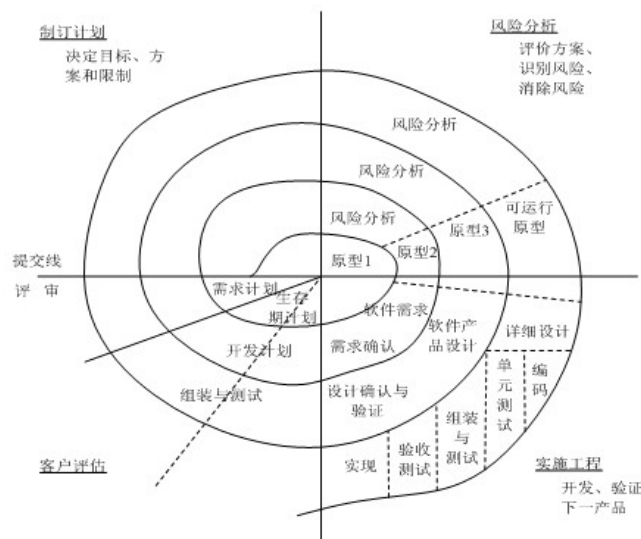 制订计划
决定目标、方
案和限制
风险分析
评价方案、
识别风险、
消除风险
风险分析
风险分析
风险分析
可运行
原型
原型3
原型2
原型1
提交线
评 审
需求计划
生存
期计划
软件需求
软件产
品设计
详细设计
开发计划
需求确认
组装与测试
设计确认与
验证
单元测试
编码
组装与测试
验收
测试
实现
客户评估
实施工程
开发、验证
下一产品